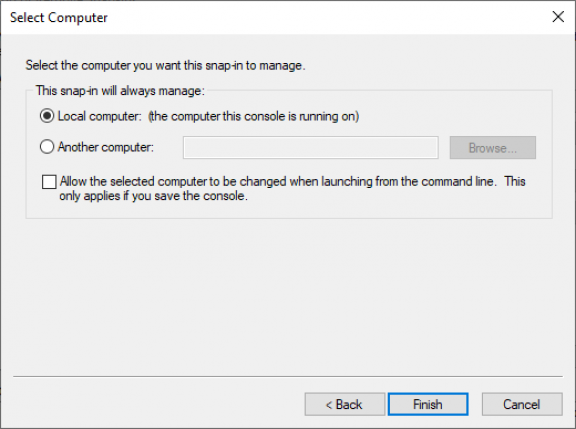 Select Computer
Select the computer you want this snap-in to manage.
This snap-in will always manage:
Local computer: (the computer this console is running on)
Another computer:
Browse...
Allow the selected computer to be changed when launching from the command line. This
only applies if you save the console.
< Back
Finish
Cancel